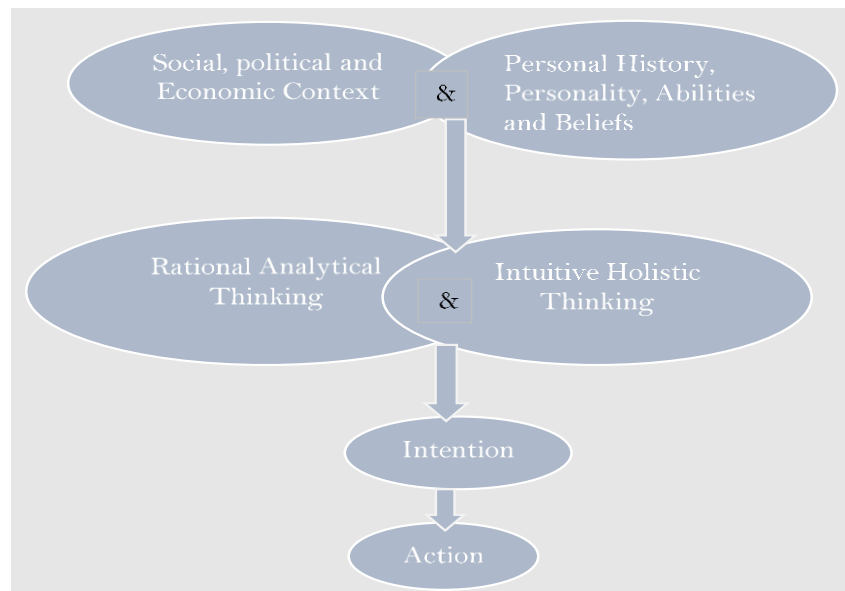 Social, political and
Economic Context
&
Personal History,
Personality, Abilities
and Beliefs
Rational Analytical
Thinking
&
Intuitive Holistic
Thinking
Intention
Action